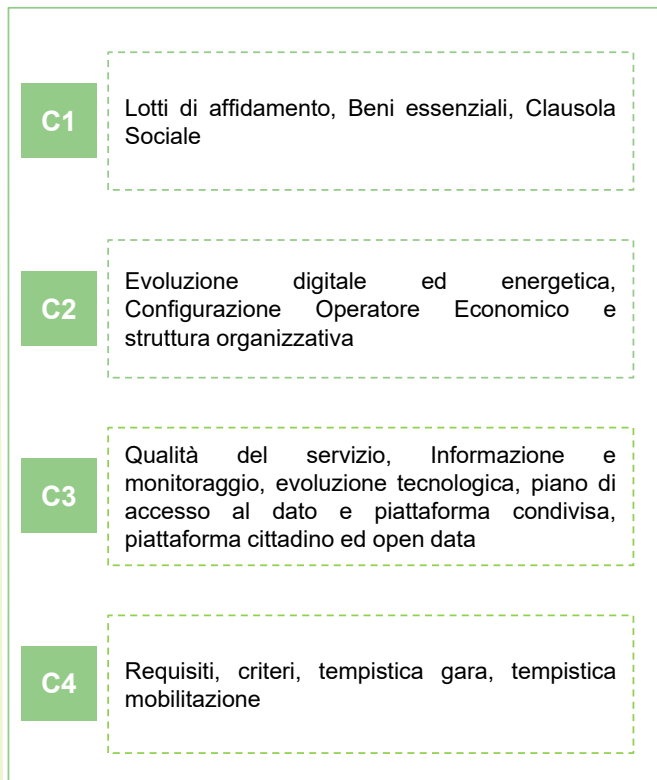 C1
Lotti di affidamento, Beni essenziali, Clausola
Sociale
C2
Evoluzione digitale ed energetica,
Configurazione Operatore Economico e
struttura organizzativa
C3
Qualità del servizio, Informazione e
monitoraggio, evoluzione tecnologica, piano di
accesso al dato e piattaforma condivisa,
piattaforma cittadino ed open data
C4
Requisiti, criteri, tempistica gara, tempistica
mobilitazione